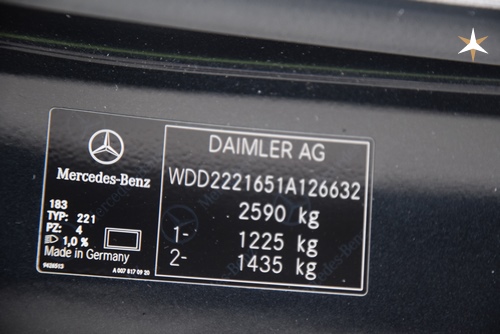 Mercedes-Benz
183
TYP: 221
PZ: 4
1,0 %
Made in Germany
A 007 817 09 20
DAIMLER AG
WDD2221651A126632
2590 kg
1- 1225 kg
2- 1435 kg